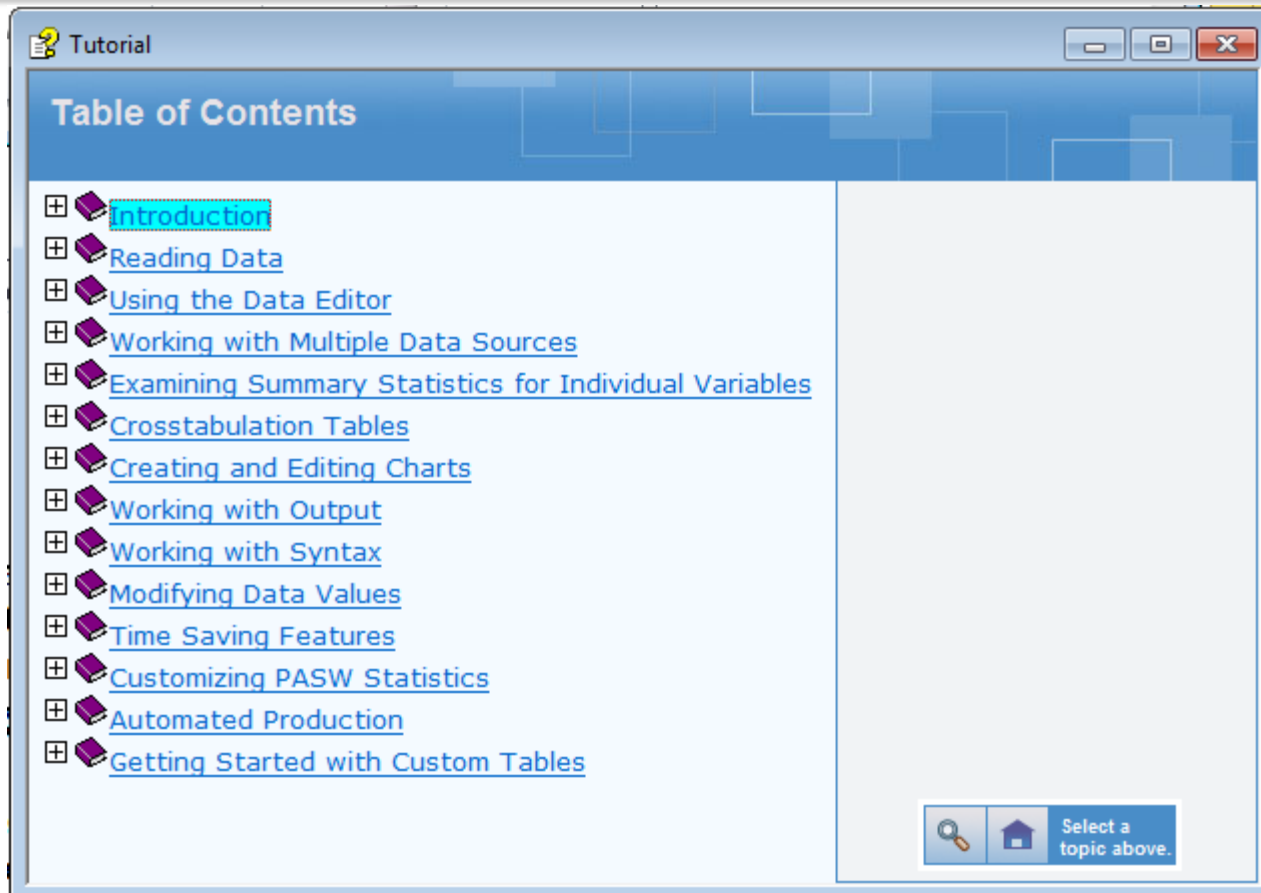 Tutorial
Table of Contents
Introduction
Reading Data
Using the Data Editor
Working with Multiple Data Sources
Examining Summary Statistics for Individual Variables
Crosstabulation Tables
Creating and Editing Charts
Working with Output
Working with Syntax
Modifying Data Values
Time Saving Features
Customizing PASW Statistics
Automated Production
Getting Started with Custom Tables
Select a
topic above.